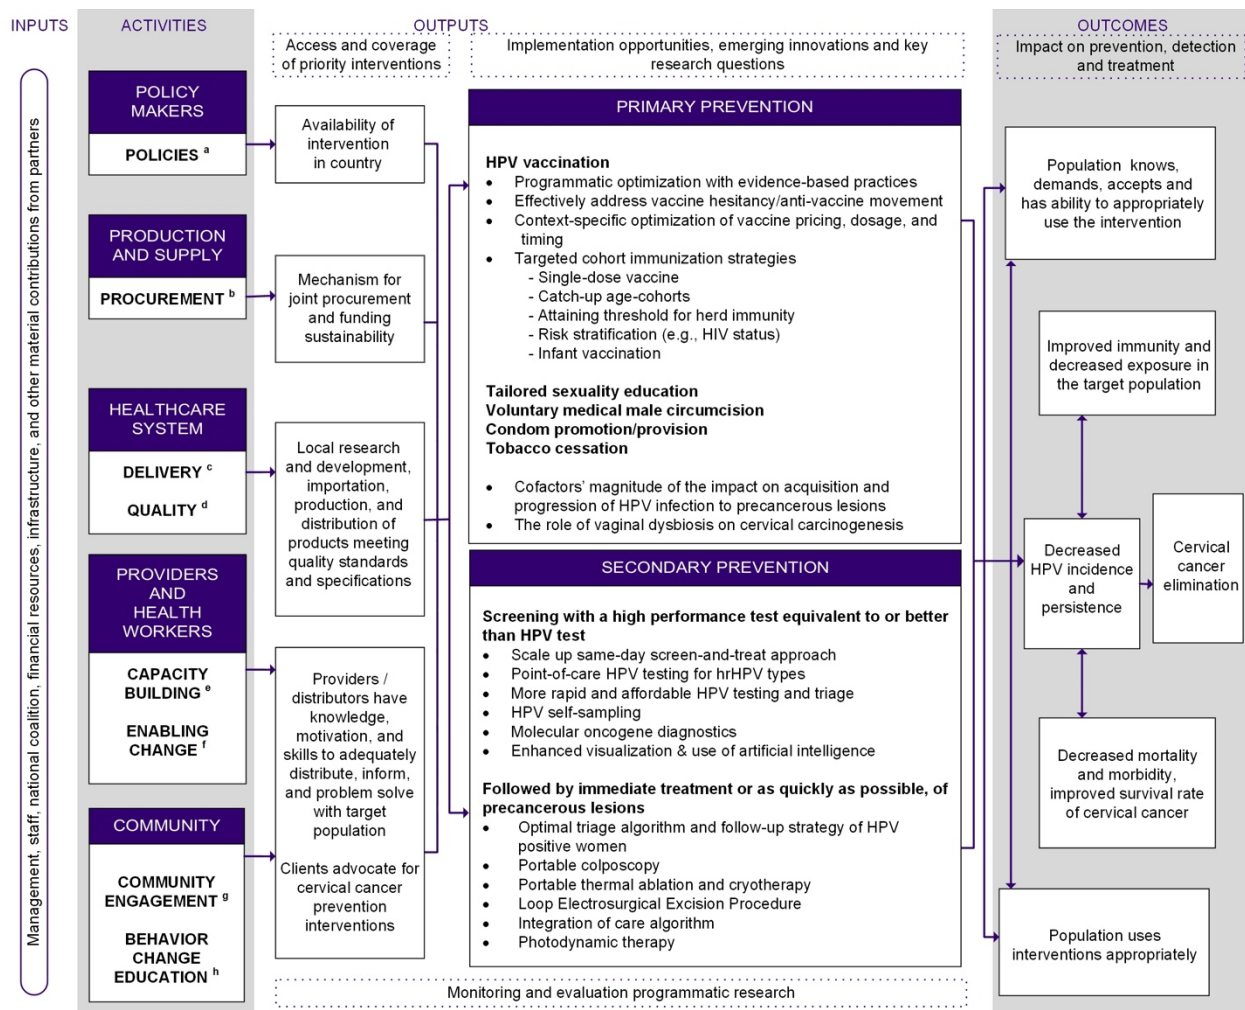 INPUTS
ACTIVITIES
OUTPUTS
OUTCOMES
Management, staff, national coalition, financial resources, infrastructure, and other material contributions from partners
POLICY
MAKERS
POLICIES a
PRODUCTION
AND SUPPLY
PROCUREMENT b
HEALTHCARE
SYSTEM
DELIVERY c
QUALITY d
PROVIDERS
AND
HEALTH
WORKERS
CAPACITY
BUILDING e
ENABLING
CHANGE f
COMMUNITY
COMMUNITY
ENGAGEMENT g
BEHAVIOR
CHANGE
EDUCATION h
Access and coverage
of priority interventions
Availability of
intervention
in country
Mechanism for
joint procurement
and funding
sustainability
Local research
and development,
importation,
production, and
distribution of
products meeting
quality standards
and specifications
Providers /
distributors have
knowledge,
motivation, and
skills to adequately
distribute, inform,
and problem solve
with target
population
Clients advocate for
cervical cancer
prevention
interventions
Implementation opportunities, emerging innovations and key
research questions
PRIMARY PREVENTION
HPV vaccination
• Programmatic optimization with evidence-based practices
• Effectively address vaccine hesitancy/anti-vaccine movement
• Context-specific optimization of vaccine pricing, dosage, and
timing
• Targeted cohort immunization strategies
- Single-dose vaccine
- Catch-up age-cohorts
- Attaining threshold for herd immunity
- Risk stratification (e.g., HIV status)
- Infant vaccination
Tailored sexuality education
Voluntary medical male circumcision
Condom promotion/provision
Tobacco cessation
• Cofactors' magnitude of the impact on acquisition and
progression of HPV infection to precancerous lesions
• The role of vaginal dysbiosis on cervical carcinogenesis
SECONDARY PREVENTION
Screening with a high performance test equivalent to or better
than HPV test
• Scale up same-day screen-and-treat approach
• Point-of-care HPV testing for hrHPV types
• More rapid and affordable HPV testing and triage
• HPV self-sampling
• Molecular oncogene diagnostics
• Enhanced visualization & use of artificial intelligence
Followed by immediate treatment or as quickly as possible, of
precancerous lesions
• Optimal triage algorithm and follow-up strategy of HPV
positive women
• Portable colposcopy
• Portable thermal ablation and cryotherapy
• Loop Electrosurgical Excision Procedure
• Integration of care algorithm
• Photodynamic therapy
Monitoring and evaluation programmatic research
Impact on prevention, detection
and treatment
Population knows,
demands, accepts and
has ability to appropriately
use the intervention
Improved immunity and
decreased exposure in
the target population
Decreased
HPV incidence
and
persistence
Cervical
cancer
elimination
Decreased mortality
and morbidity,
improved survival rate
of cervical cancer
Population uses
interventions appropriately